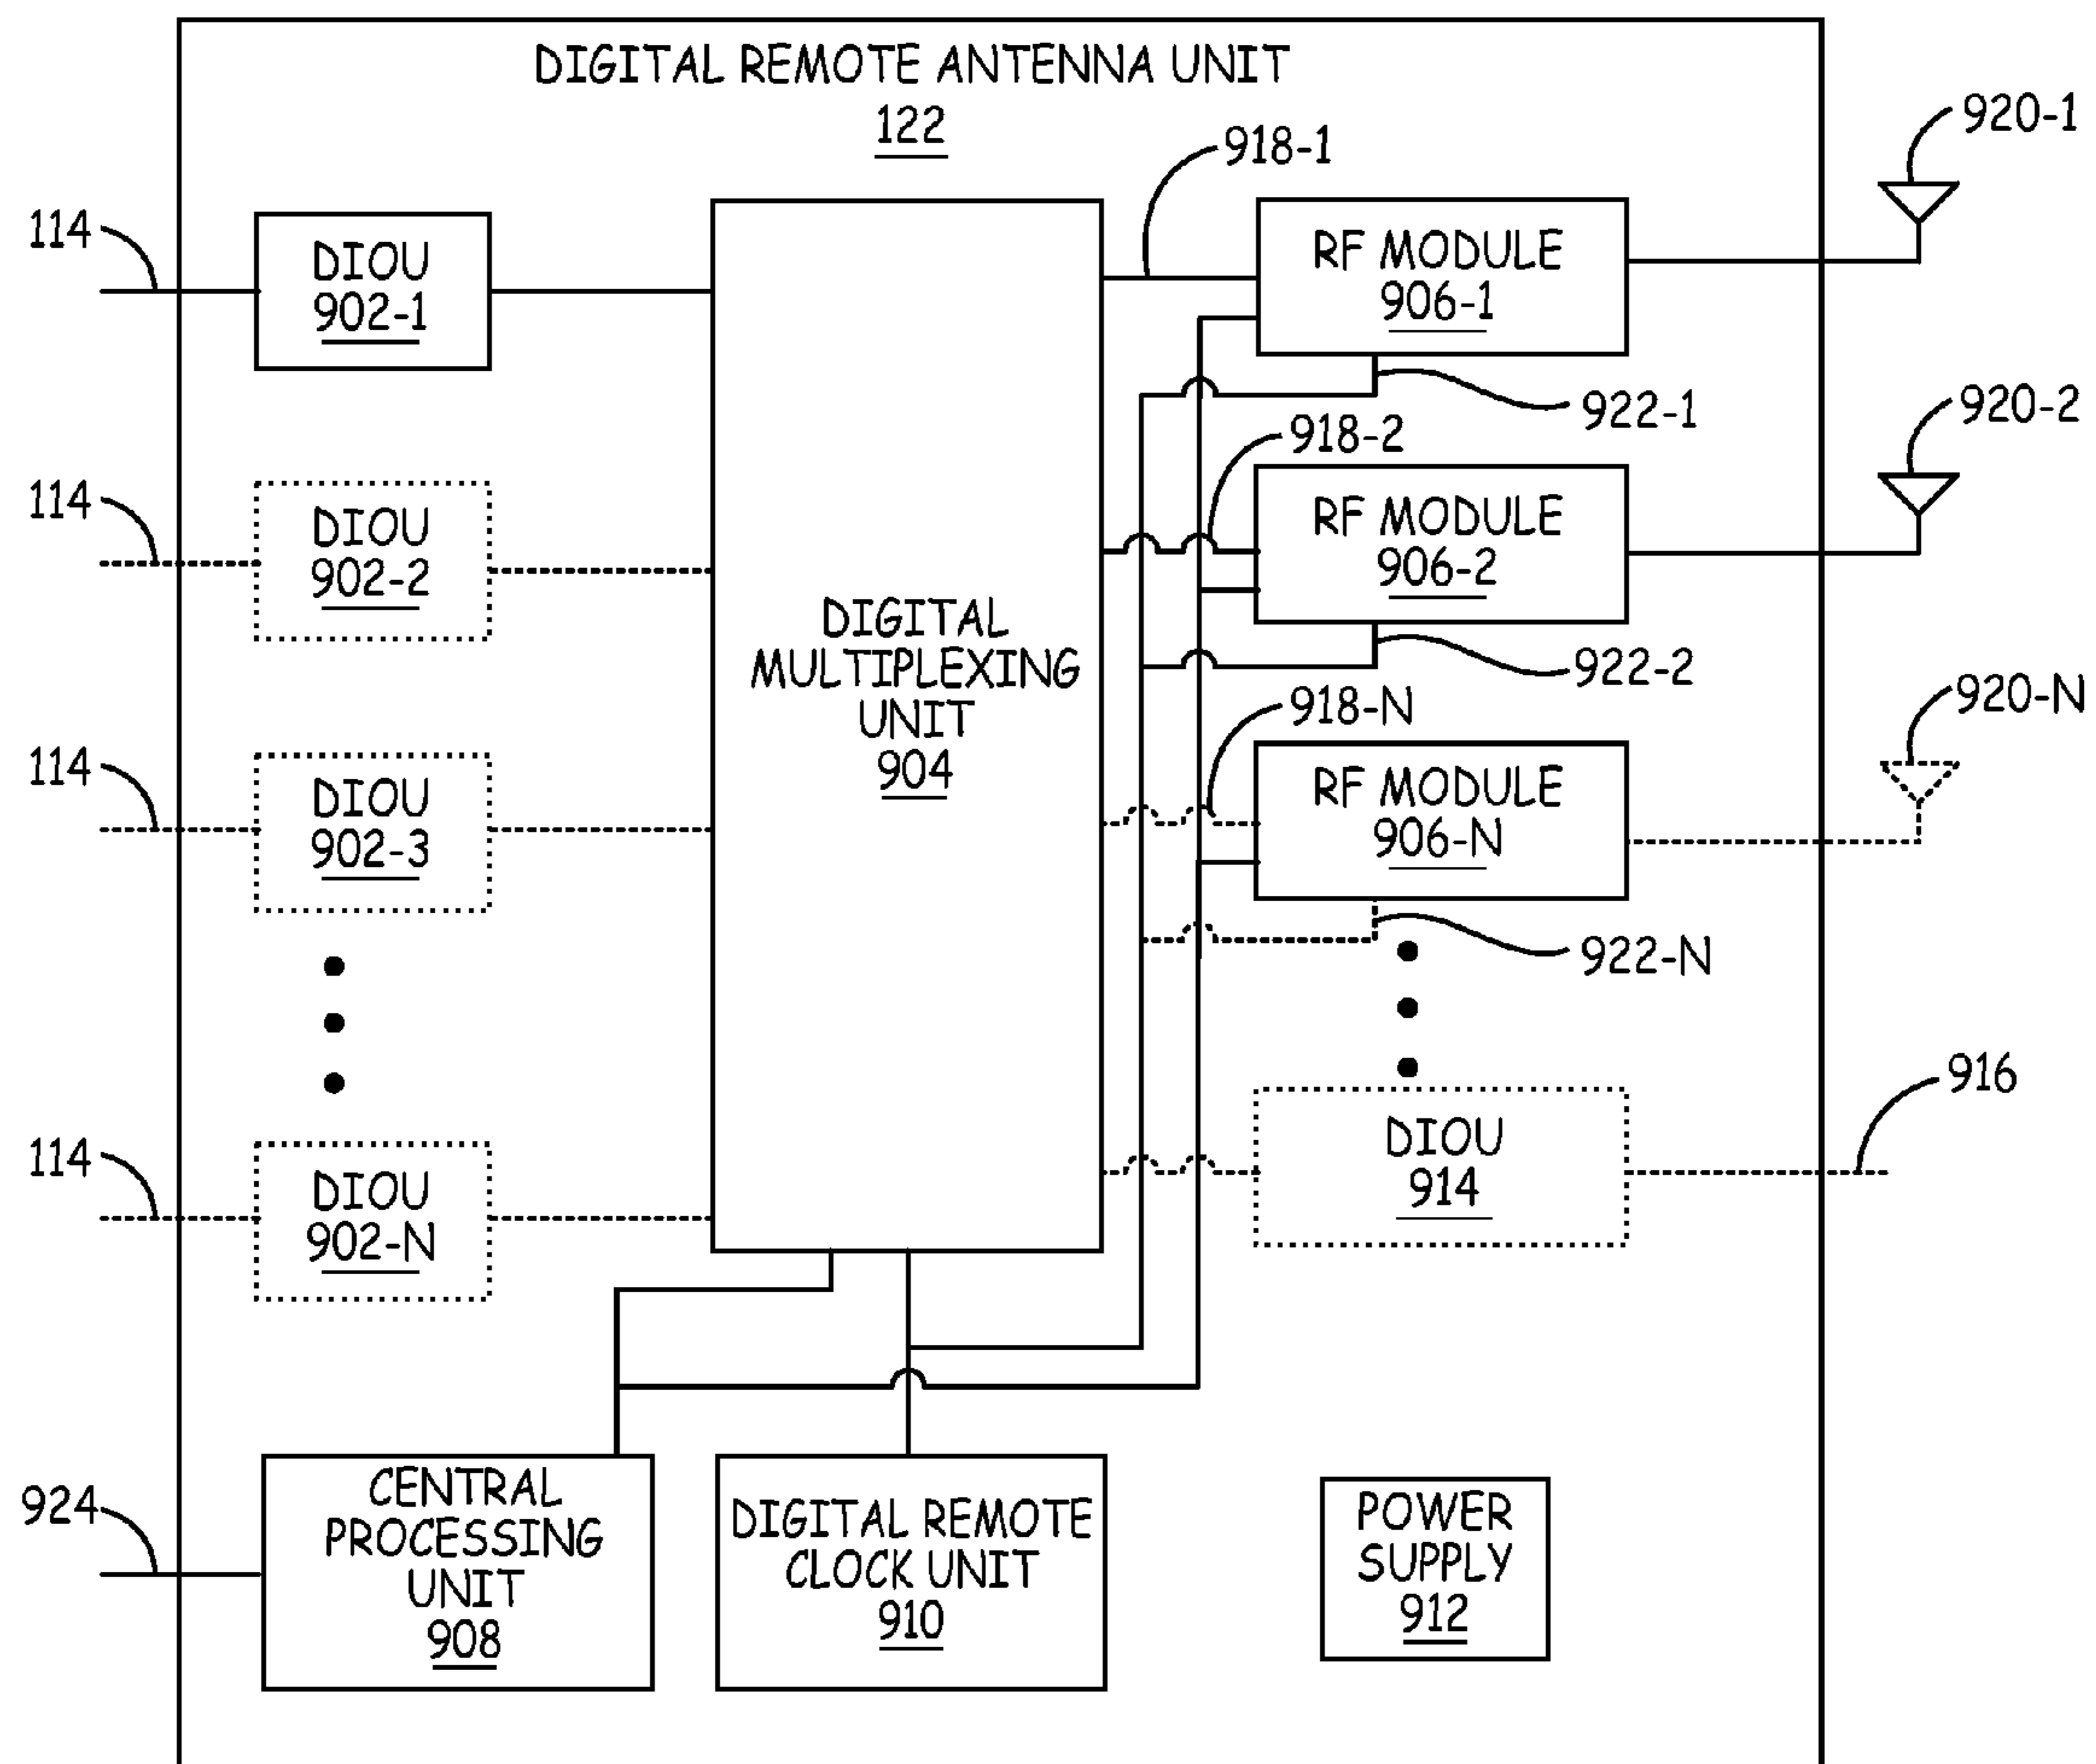 DIGITAL REMOTE ANTENNA UNIT
122
920-1
918-1
114
DIOU
902-1
RF MODULE
906-1
922-1
920-2
918-2
114
DIOU
902-2
RF MODULE
906-2
DIGITAL
MULTIPLEXING
UNIT
904
922-2
920-N
918-N
114
DIOU
902-3
RF MODULE
906-N
922-N
916
114
DIOU
902-N
DIOU
914
924
CENTRAL
PROCESSING
UNIT
908
DIGITAL REMOTE
CLOCK UNIT
910
POWER
SUPPLY
912